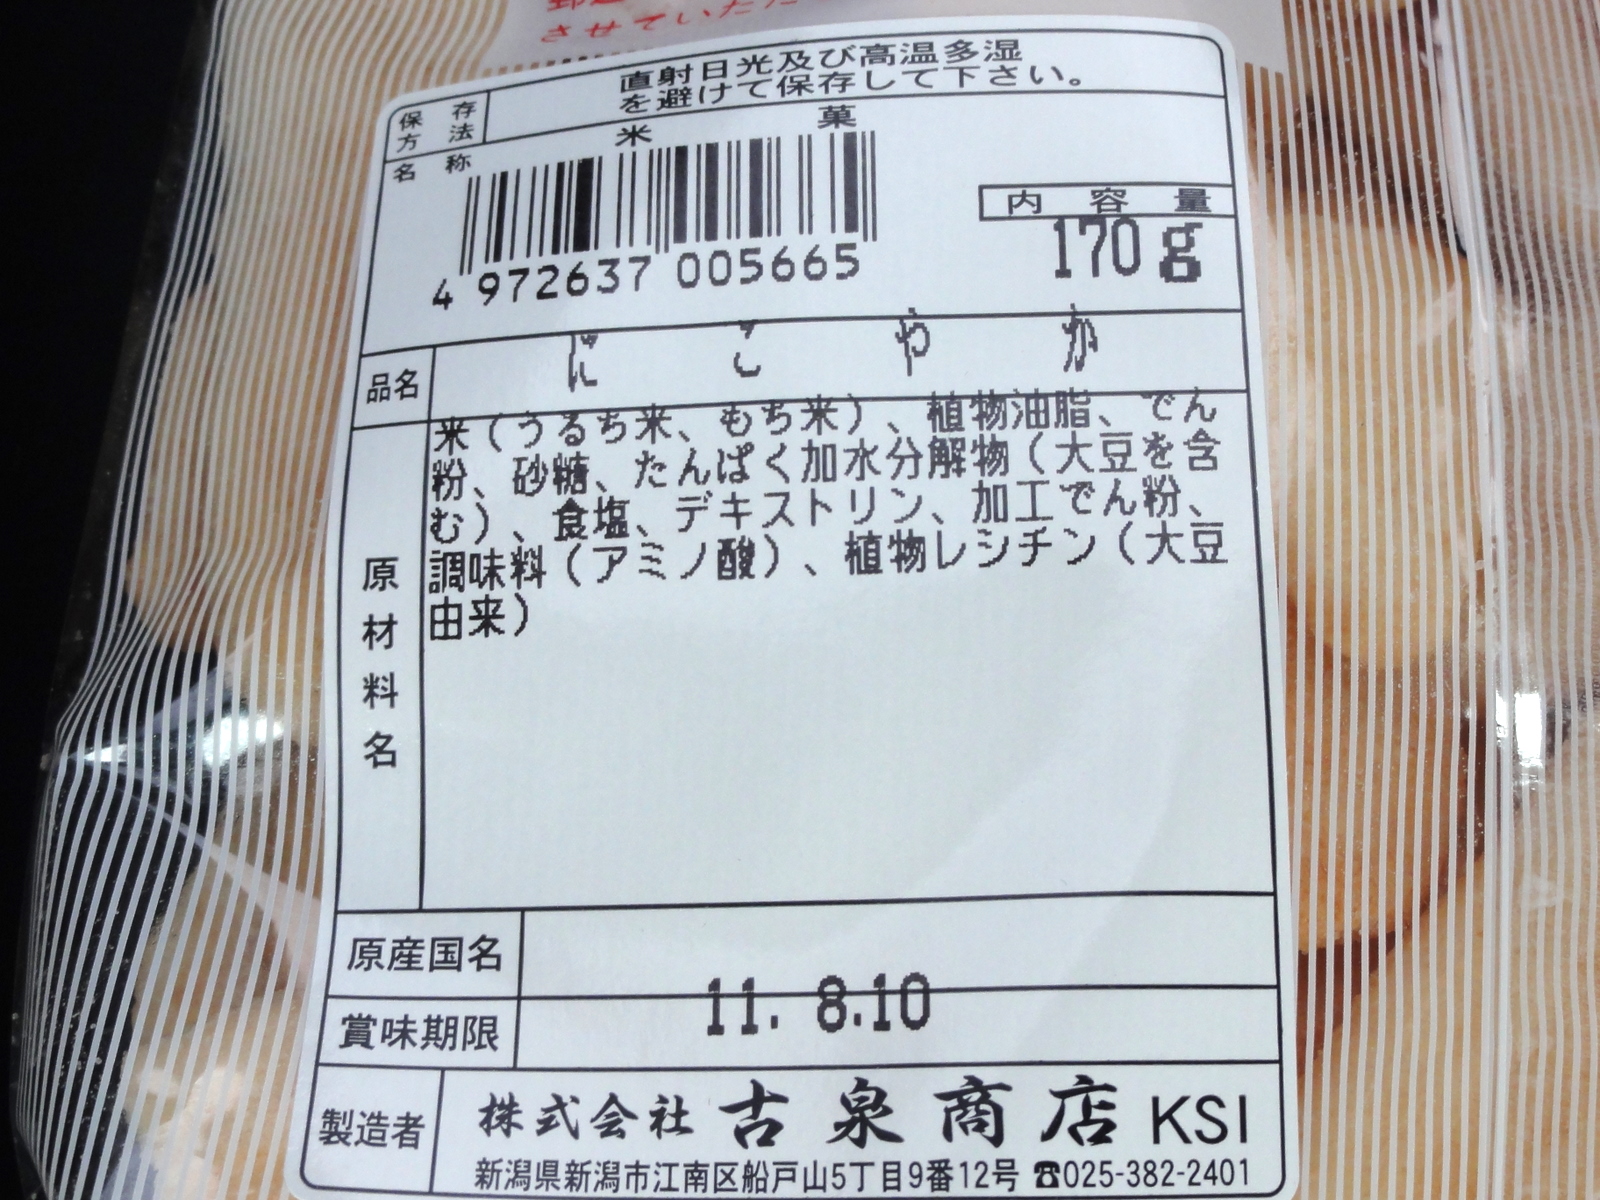 させていただ
直射日光及び高温多湿
を避けて保存して下さい。
保存
方法
名称
米菓
4 972637 005665
内容量
170g
品名
にこやか
原材料名
米（うるち米、もち米）、植物油脂、でん
粉、砂糖、たんぱく加水分解物（大豆を含
む）、食塩、デキストリン、加工でん粉、
調味料（アミノ酸）、植物レシチン（大豆
由来）
原産国名
賞味期限
11. 8.10
製造者
株式会社 古泉商店 KSI
新潟県新潟市江南区船戸山5丁目9番12号 ☎025-382-2401